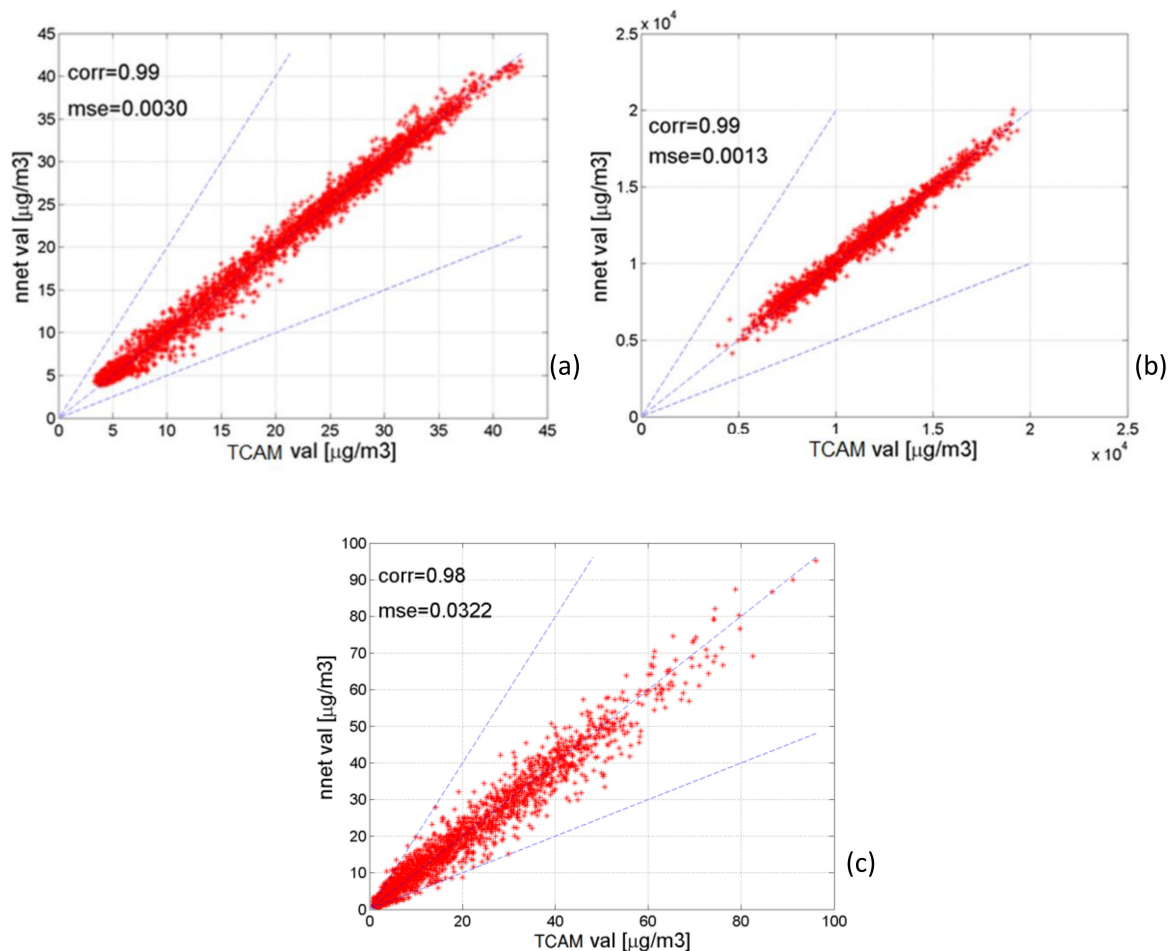 45
40
35
30
25
20
15
10
5
0
corr=0.99
mse=0.0030
nnet val [µg/m3]
0 5 10 15 20 25 30 35 40 45
TCAM val [µg/m3]
(a)
x 10⁴
2.5
2
1.5
1
0.5
0
corr=0.99
mse=0.0013
nnet val [µg/m3]
0 0.5 1 1.5 2 2.5
TCAM val [µg/m3]
x 10⁴
(b)
100
90
80
70
60
50
40
30
20
10
0
corr=0.98
mse=0.0322
nnet val [µg/m3]
0 20 40 60 80 100
TCAM val [µg/m3]
(c)